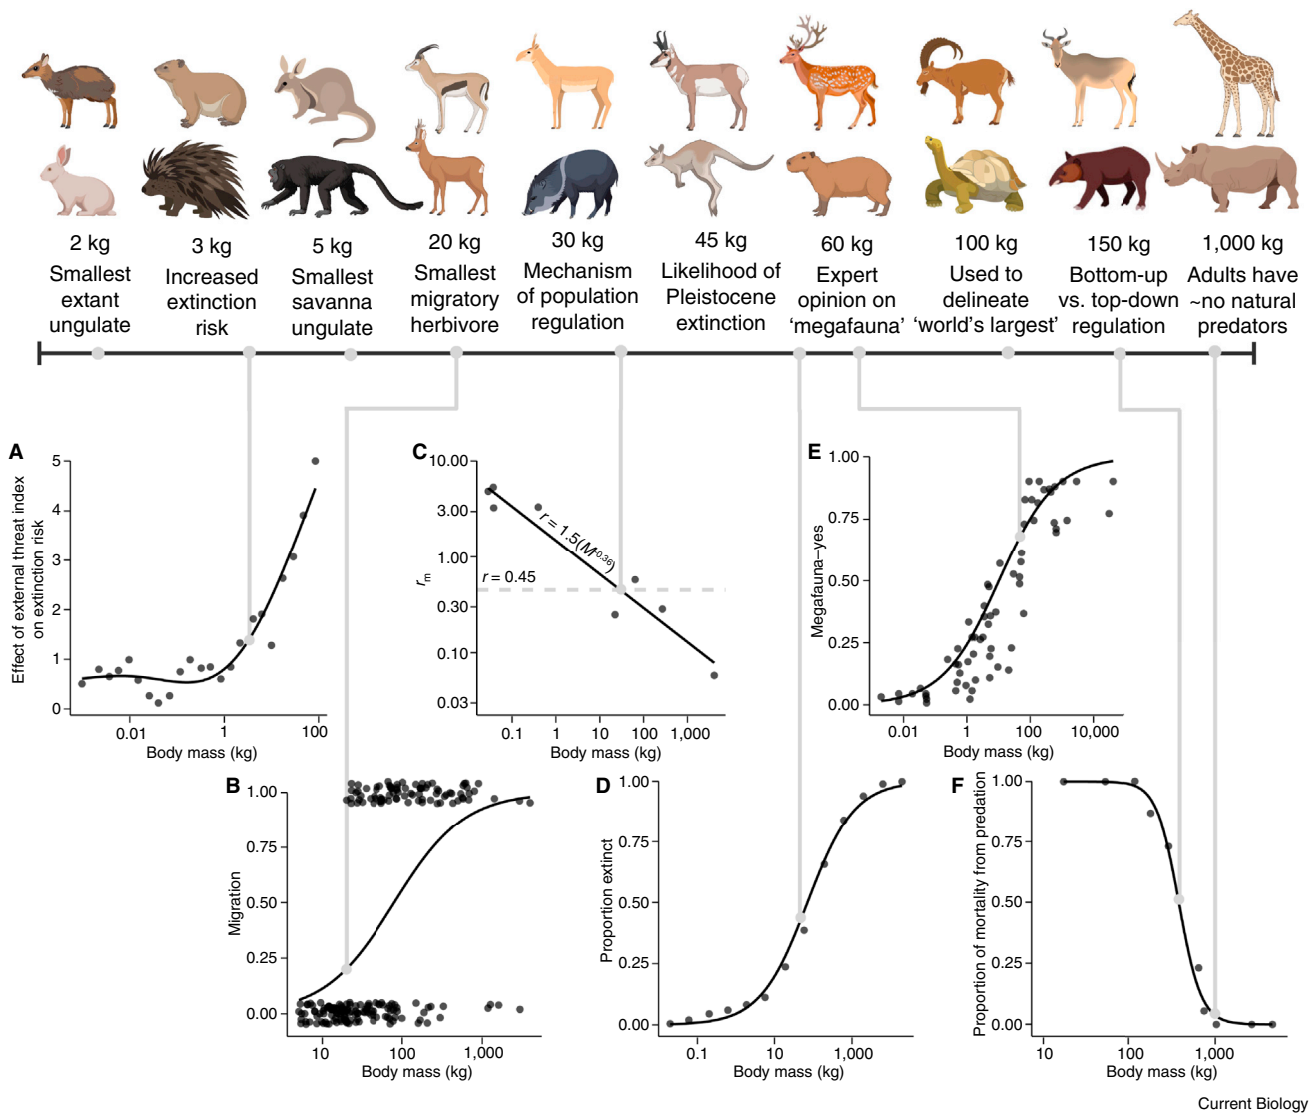 2 kg
Smallest
extant
ungulate
3 kg
Increased
extinction
risk
5 kg
Smallest
savanna
ungulate
20 kg
Smallest
migratory
herbivore
30 kg
Mechanism
of population
regulation
45 kg
Likelihood of
Pleistocene
extinction
60 kg
Expert
opinion on
‘megafauna’
100 kg
Used to
delineate
‘world’s largest’
150 kg
Bottom-up
vs. top-down
regulation
1,000 kg
Adults have
~no natural
predators
A
Effect of external threat index
on extinction risk
5
4
3
2
1
0
0.01
1
100
Body mass (kg)
C
r_m
10.00
3.00
1.00
0.30
0.10
0.03
r = 1.5(M^-0.36)
r = 0.45
0.1
1
10
100
1,000
Body mass (kg)
E
Megafauna–yes
1.00
0.75
0.50
0.25
0.00
0.01
1
100
10,000
Body mass (kg)
B
Migration
1.00
0.75
0.50
0.25
0.00
10
100
1,000
Body mass (kg)
D
Proportion extinct
1.00
0.75
0.50
0.25
0.00
0.1
10
1,000
Body mass (kg)
F
Proportion of mortality from predation
1.00
0.75
0.50
0.25
0.00
10
100
1,000
Body mass (kg)
Current Biology